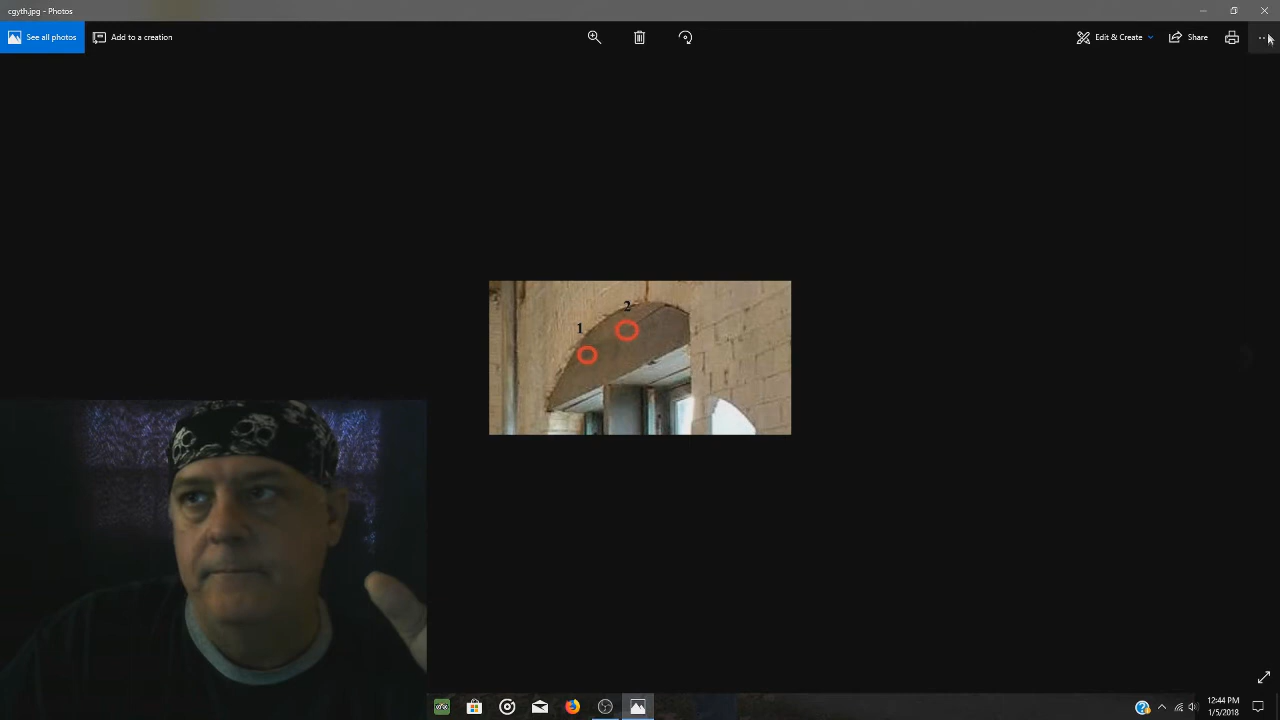 cgyth.jpg - Photos
See all photos
Add to a creation
Edit & Create
Share
2
1
12:44 PM
1/5/2018